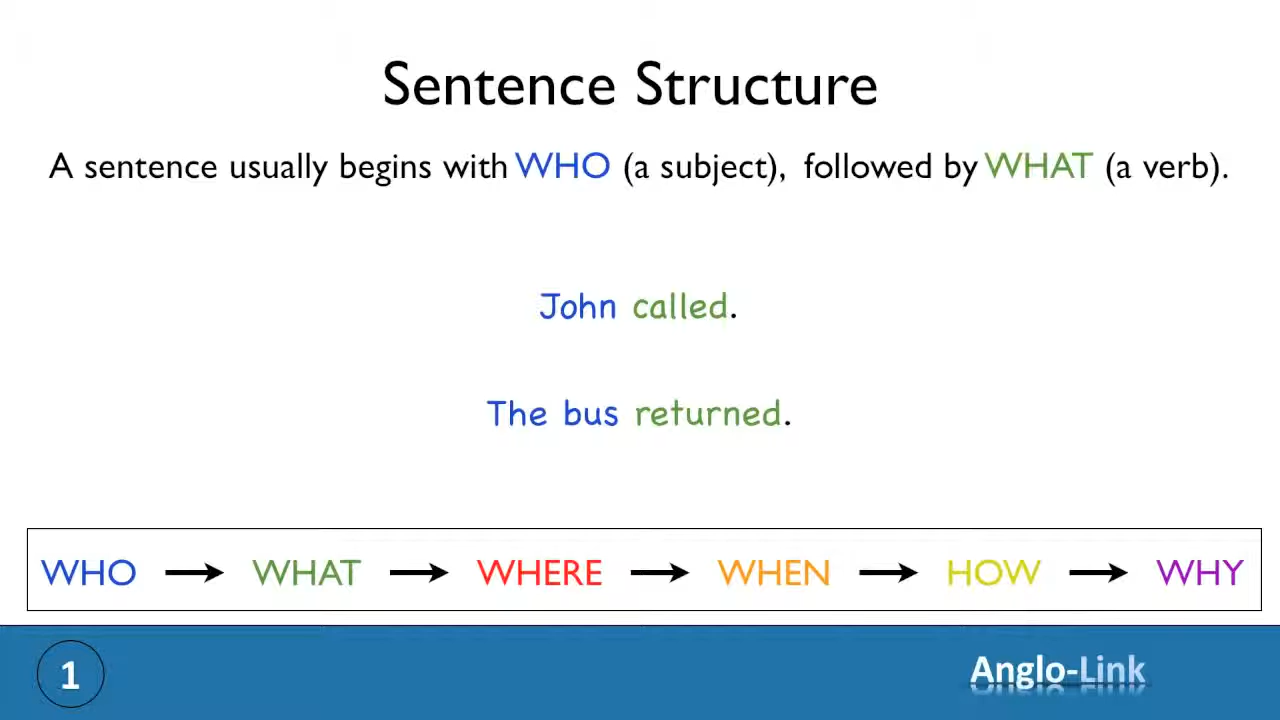 Sentence Structure
A sentence usually begins with WHO (a subject), followed by WHAT (a verb).
John called.
The bus returned.
WHO → WHAT → WHERE → WHEN → HOW → WHY
1
Anglo-Link